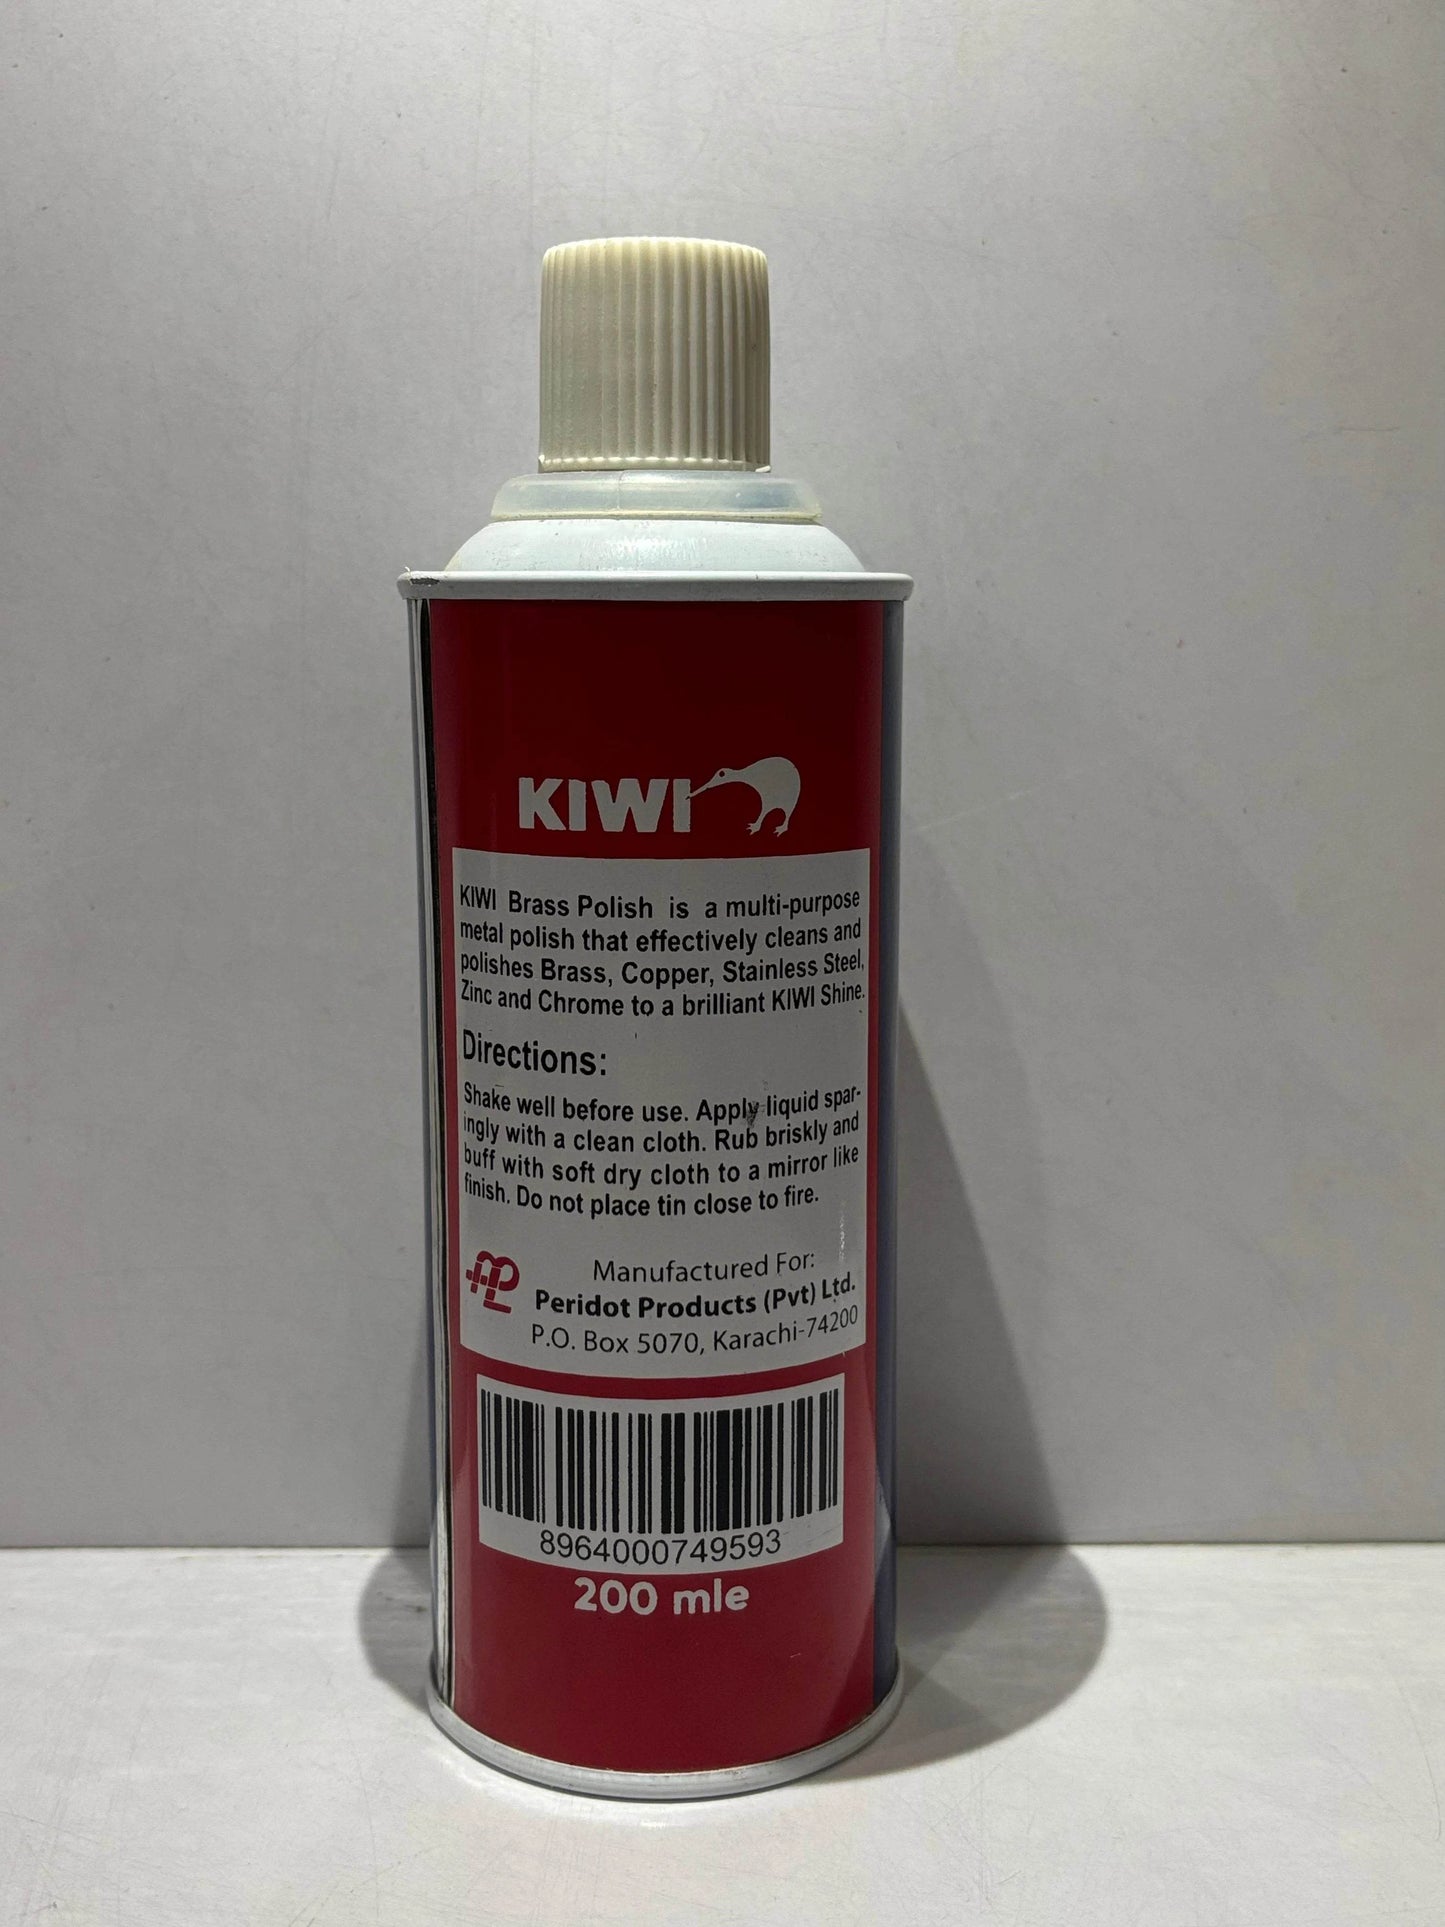 KIWI
KIWI Brass Polish is a multi-purpose
metal polish that effectively cleans and
polishes Brass, Copper, Stainless Steel,
Zinc and Chrome to a brilliant KIWI Shine.
Directions:
Shake well before use. Apply liquid spar-
ingly with a clean cloth. Rub briskly and
buff with soft dry cloth to a mirror like
finish. Do not place tin close to fire.
Manufactured For:
Peridot Products (Pvt) Ltd.
P.O. Box 5070, Karachi-74200
8964000749593
200 mle